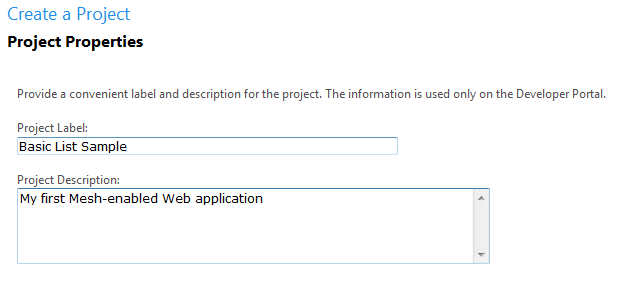 Create a Project
Project Properties
Provide a convenient label and description for the project. The information is used only on the Developer Portal.
Project Label:
Basic List Sample
Project Description:
My first Mesh-enabled Web application